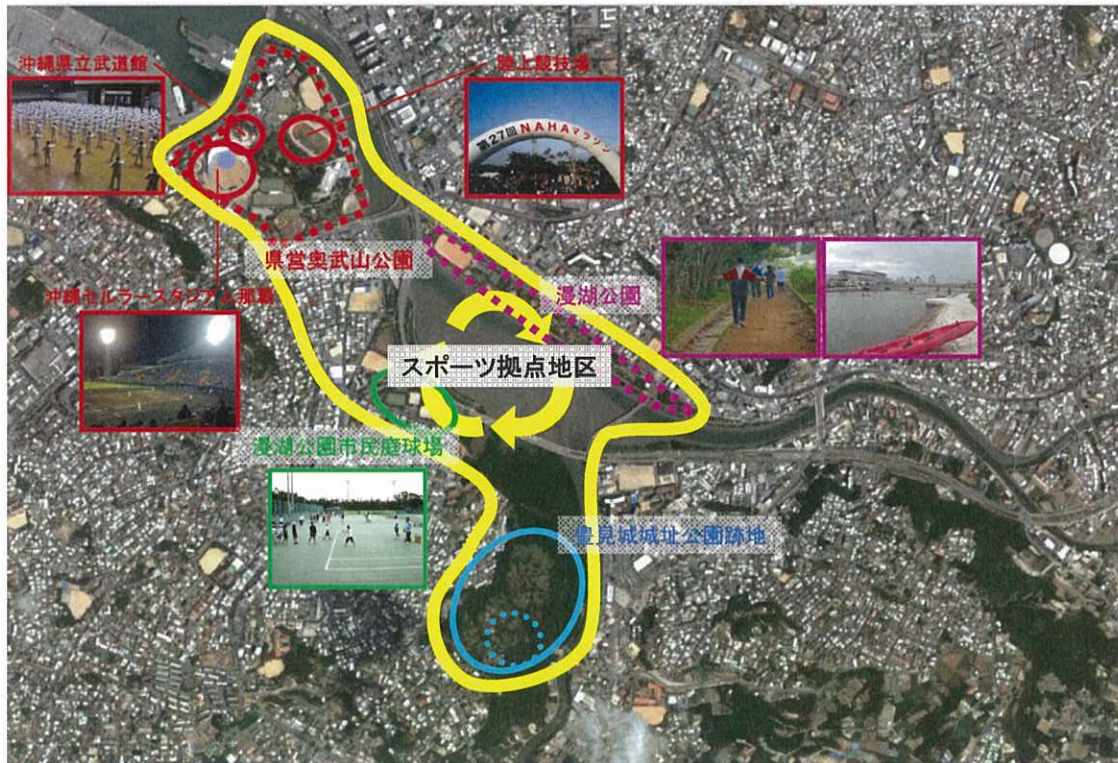 沖縄県立武道館
陸上競技場
第27回NAHAマラソン
県営奥武山公園
沖縄セルラースタジアム那覇
漫湖公園
スポーツ拠点地区
漫湖公園市民庭球場
豊見城城址公園跡地